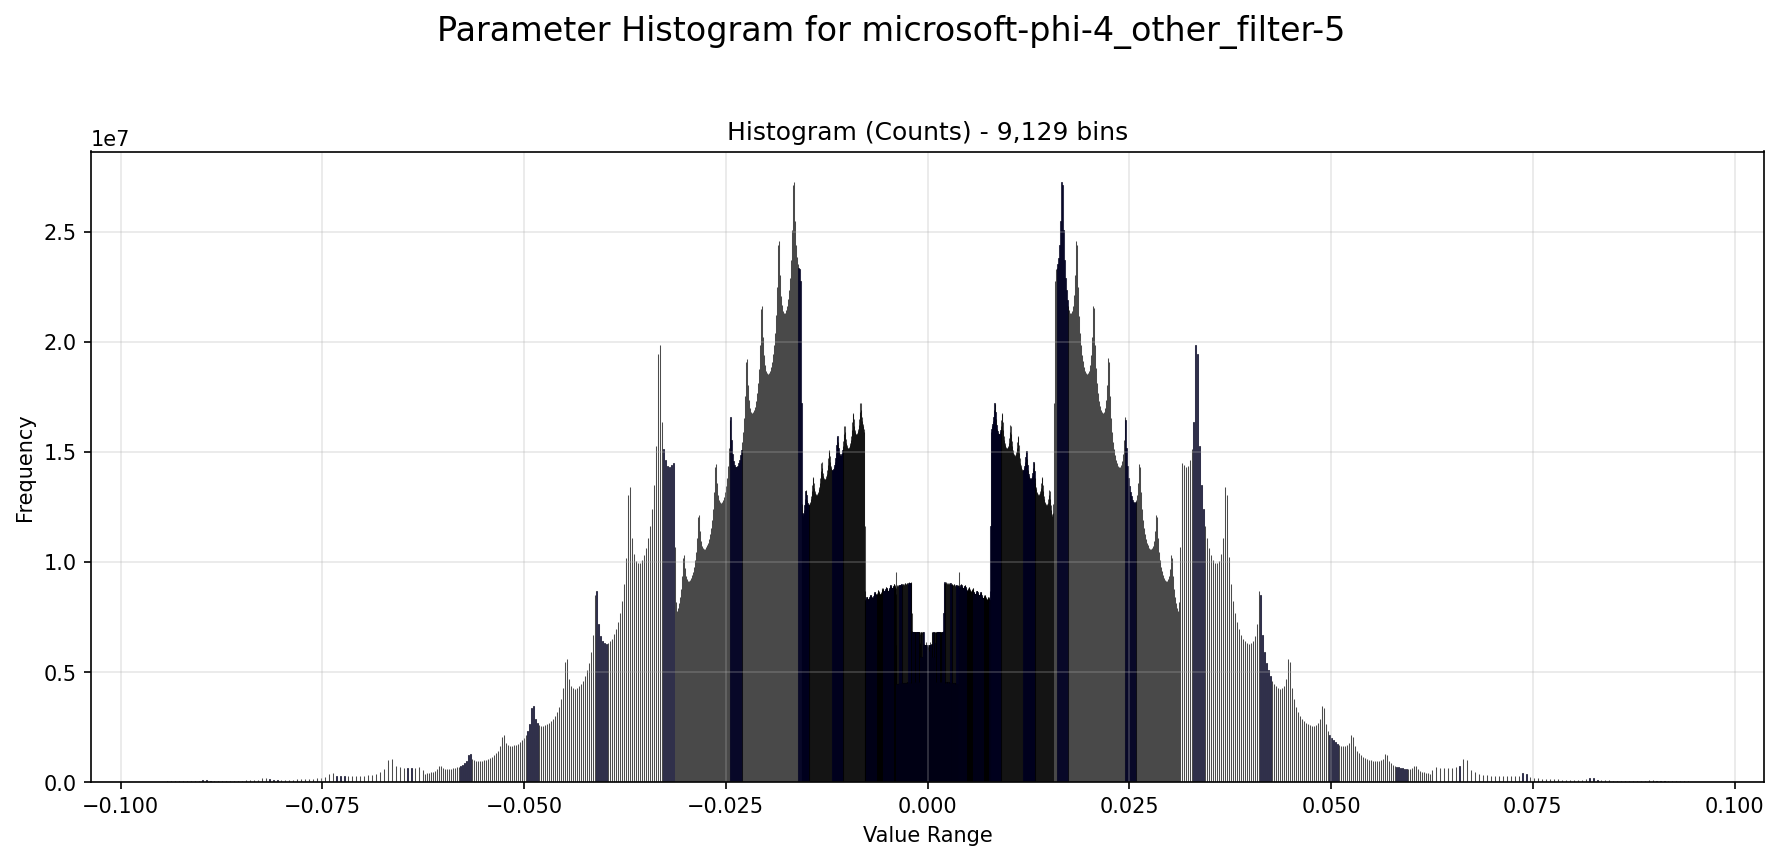 Parameter Histogram for microsoft-phi-4_other_filter-5
Histogram (Counts) - 9,129 bins
1e7
2.5
2.0
1.5
1.0
0.5
0.0
Frequency
−0.100 −0.075 −0.050 −0.025 0.000 0.025 0.050 0.075 0.100
Value Range